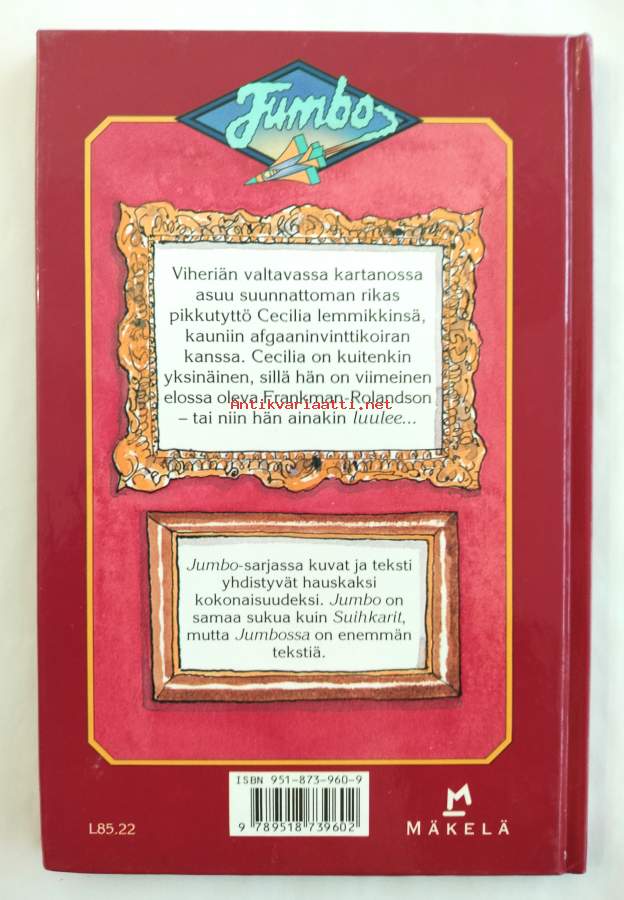 Jumbo
Viheriän valtavassa kartanossa
asuu suunnattoman rikas
pikkutyttö Cecilia lemmikkinsä,
kauniin afgaaninvinttikoiran
kanssa. Cecilia on kuitenkin
yksinäinen, sillä hän on viimeinen
elossa oleva Frankman-Rolandson
Antikvariaatti.net
– tai niin hän ainakin luulee...
Jumbo-sarjassa kuvat ja teksti
yhdistyvät hauskaksi
kokonaisuudeksi. Jumbo on
samaa sukua kuin Suihkarit,
mutta Jumbossa on enemmän
tekstiä.
ISBN 951-873-960-9
9 789518 739602
L85.22
M
MÄKELÄ